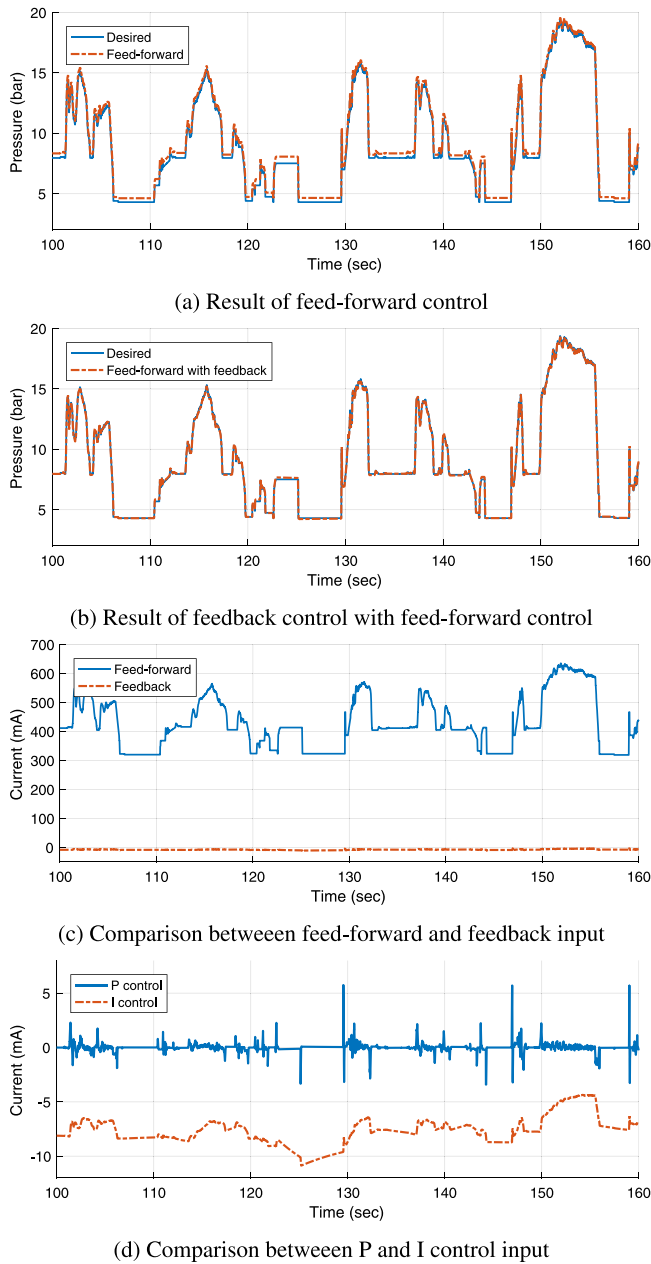 20
15
10
5
Pressure (bar)
Desired
Feed-forward
100 110 120 130 140 150 160
Time (sec)
(a) Result of feed-forward control
20
15
10
5
Pressure (bar)
Desired
Feed-forward with feedback
100 110 120 130 140 150 160
Time (sec)
(b) Result of feedback control with feed-forward control
700
600
500
400
300
200
100
0
Current (mA)
Feed-forward
Feedback
100 110 120 130 140 150 160
Time (sec)
(c) Comparison betweeen feed-forward and feedback input
5
0
-5
-10
Current (mA)
P control
I control
100 110 120 130 140 150 160
Time (sec)
(d) Comparison betweeen P and I control input